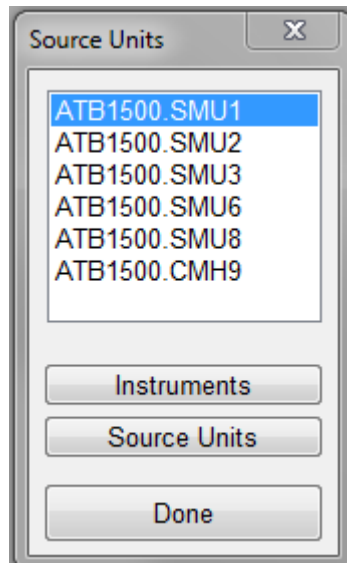 Source Units
ATB1500.SMU1
ATB1500.SMU2
ATB1500.SMU3
ATB1500.SMU6
ATB1500.SMU8
ATB1500.CMH9
Instruments
Source Units
Done